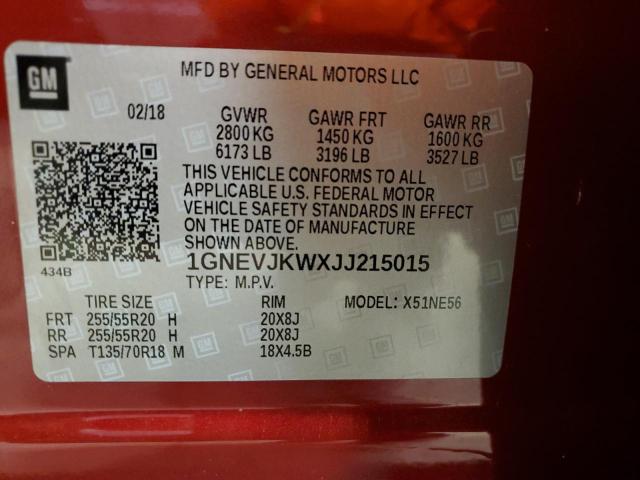 GM
MFD BY GENERAL MOTORS LLC
02/18 GVWR GAWR FRT GAWR RR
2800 KG 1450 KG 1600 KG
6173 LB 3196 LB 3527 LB
THIS VEHICLE CONFORMS TO ALL
APPLICABLE U.S. FEDERAL MOTOR
VEHICLE SAFETY STANDARDS IN EFFECT
ON THE DATE OF MANUFACTURE
SHOWN ABOVE.
434B
1GNEVJKWXJJ215015
TYPE: M.P.V.
TIRE SIZE RIM MODEL: X51NE56
FRT 255/55R20 H 20X8J
RR 255/55R20 H 20X8J
SPA T135/70R18 M 18X4.5B